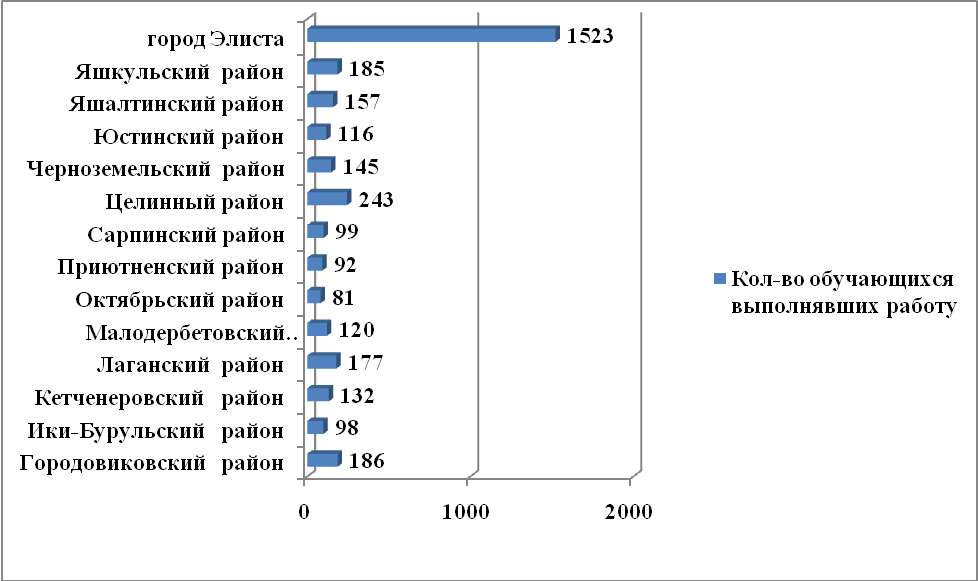 город Элиста 1523
Яшкульский район 185
Яшалтинский район 157
Юстинский район 116
Черноземельский район 145
Целинный район 243
Сарпинский район 99
Приютненский район 92
Октябрьский район 81
Малодербетовский.. 120
Лаганский район 177
Кетченеровский район 132
Ики-Бурульский район 98
Городовиковский район 186
0 1000 2000
Кол-во обучающихся
выполнявших работу